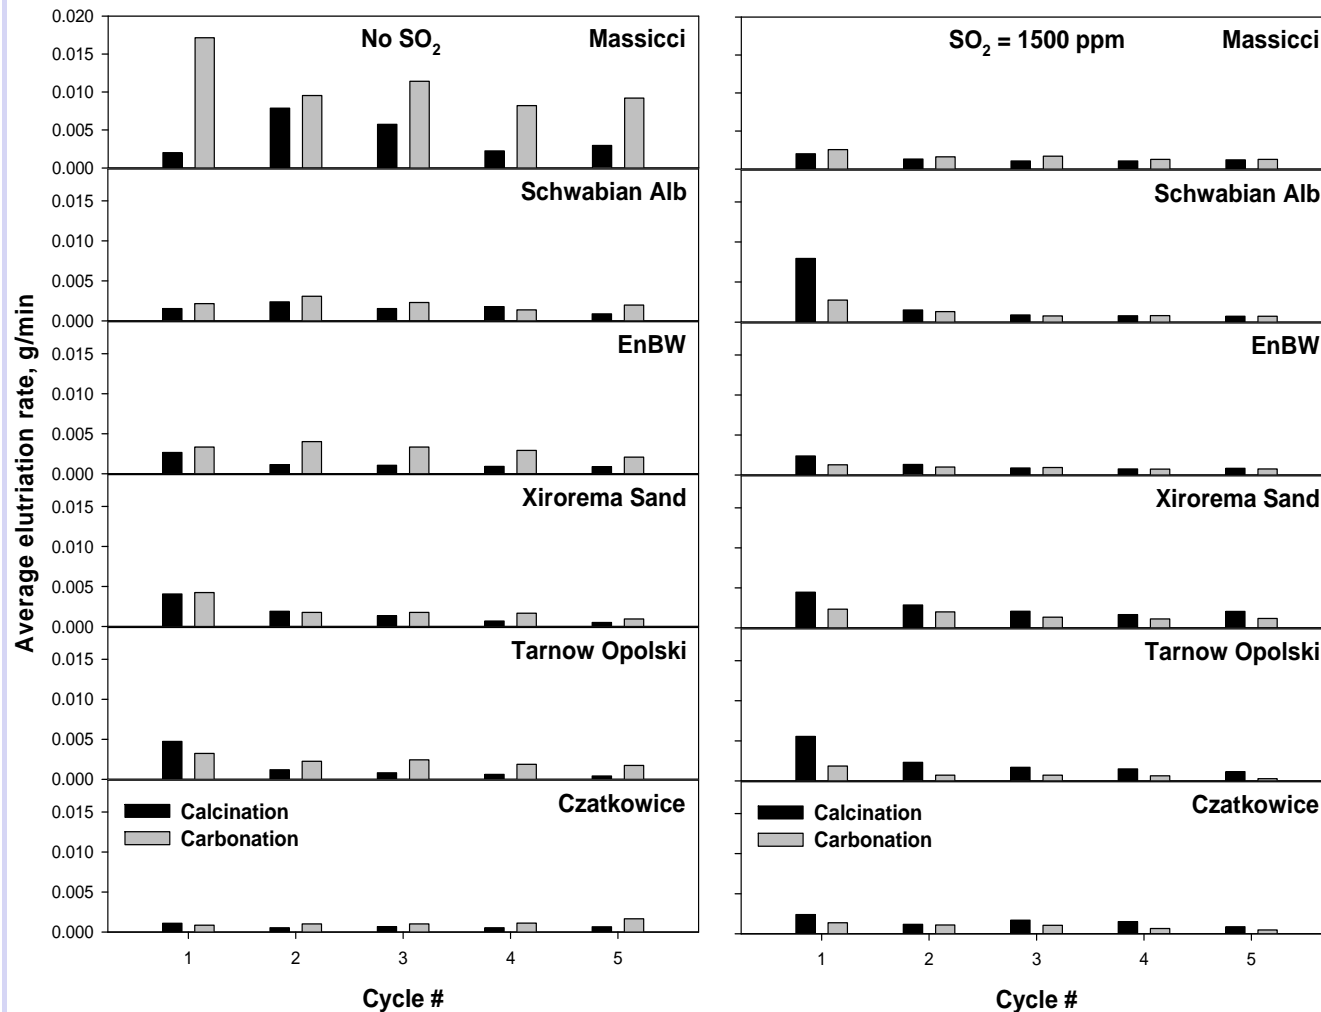 Average elutriation rate, g/min
No SO2 Massicci
0.020
0.015
0.010
0.005
0.000
Schwabian Alb
0.015
0.010
0.005
0.000
EnBW
0.015
0.010
0.005
0.000
Xirorema Sand
0.015
0.010
0.005
0.000
Tarnow Opolski
0.015
0.010
0.005
0.000
Czatkowice
Calcination
Carbonation
0.015
0.010
0.005
0.000
1 2 3 4 5
Cycle #
SO2 = 1500 ppm Massicci
Schwabian Alb
EnBW
Xirorema Sand
Tarnow Opolski
Czatkowice
Calcination
Carbonation
1 2 3 4 5
Cycle #